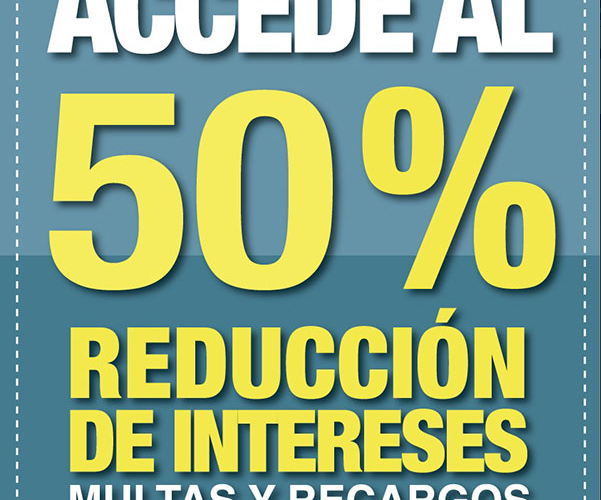 ACCEDE AL
50%
REDUCCIÓN
DE INTERESES
MULTAS Y RECARGOS